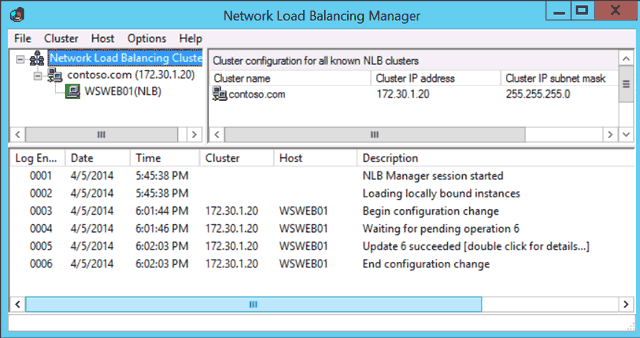 Network Load Balancing Manager
File Cluster Host Options Help
Network Load Balancing Cluste
contoso.com (172.30.1.20)
WSWEB01(NLB)
Cluster configuration for all known NLB clusters
Cluster name Cluster IP address Cluster IP subnet mask
contoso.com 172.30.1.20 255.255.255.0
Log En... Date Time Cluster Host Description
0001 4/5/2014 5:45:38 PM NLB Manager session started
0002 4/5/2014 5:45:38 PM Loading locally bound instances
0003 4/5/2014 6:01:44 PM 172.30.1.20 WSWEB01 Begin configuration change
0004 4/5/2014 6:01:46 PM 172.30.1.20 WSWEB01 Waiting for pending operation 6
0005 4/5/2014 6:02:03 PM 172.30.1.20 WSWEB01 Update 6 succeeded [double click for details...]
0006 4/5/2014 6:02:03 PM 172.30.1.20 WSWEB01 End configuration change